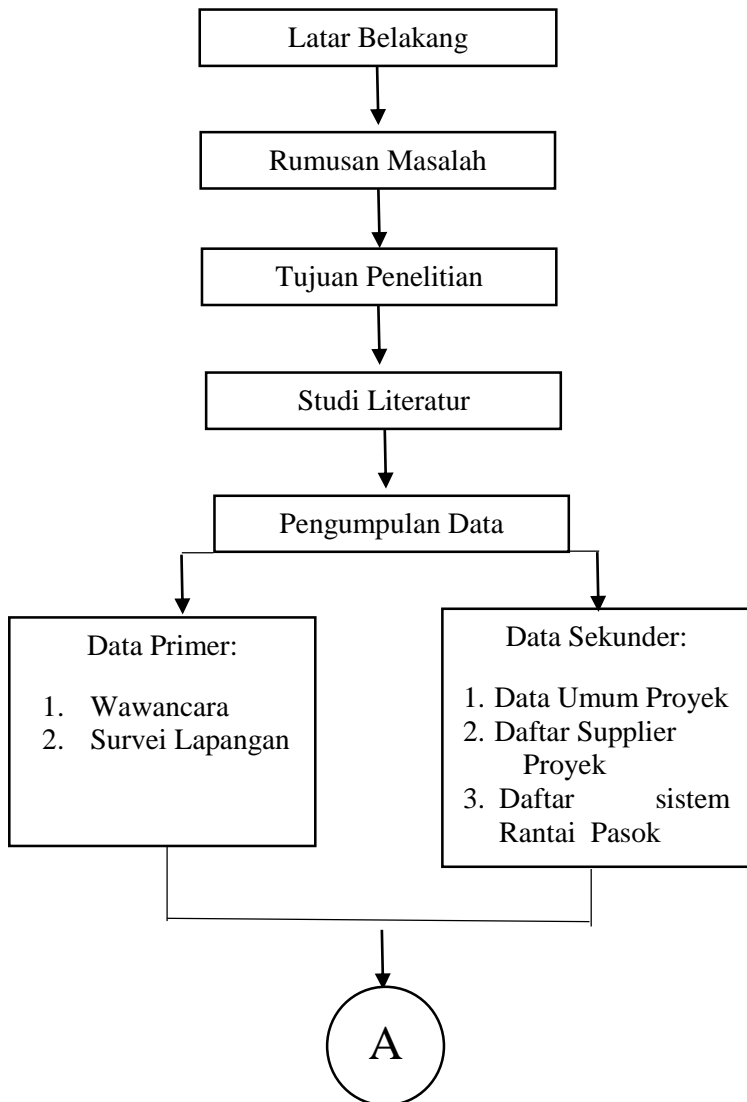 Latar Belakang
Rumusan Masalah
Tujuan Penelitian
Studi Literatur
Pengumpulan Data
Data Primer:
1. Wawancara
2. Survei Lapangan
Data Sekunder:
1. Data Umum Proyek
2. Daftar Supplier
Proyek
3. Daftar sistem
Rantai Pasok
A